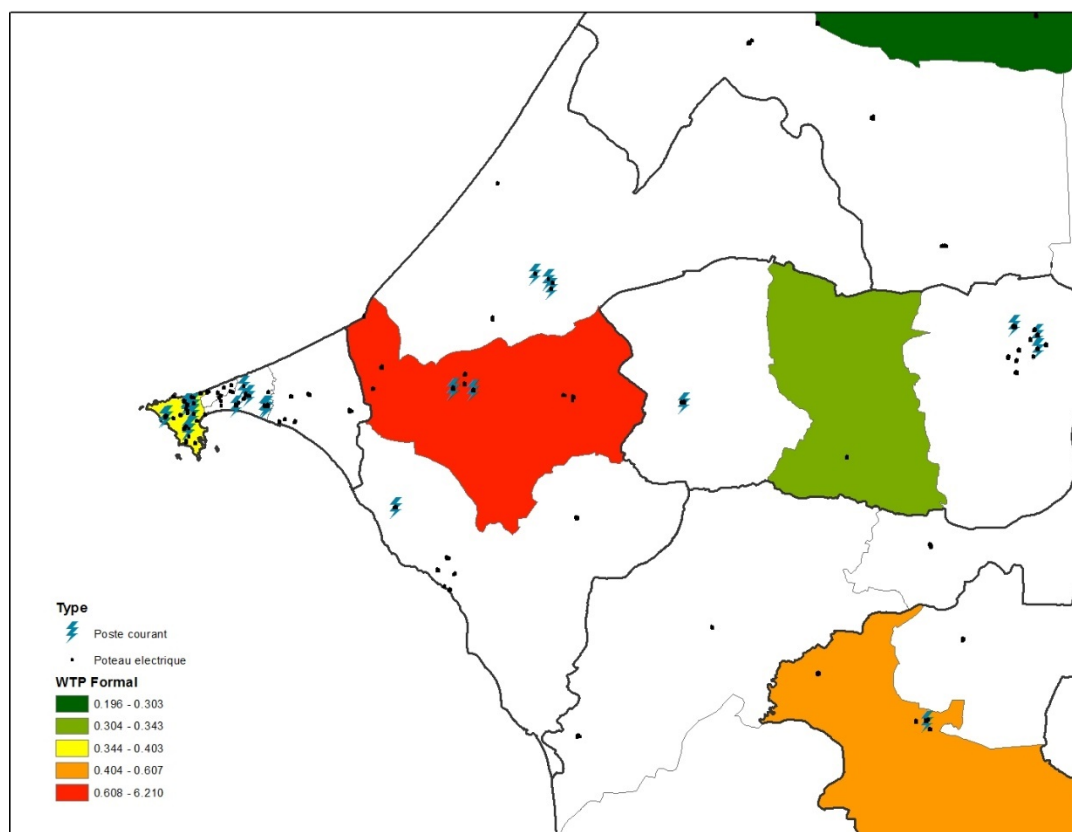 Type
Poste courant
Poteau electrique
WTP Formal
0.196 - 0.303
0.304 - 0.343
0.344 - 0.403
0.404 - 0.607
0.608 - 6.210